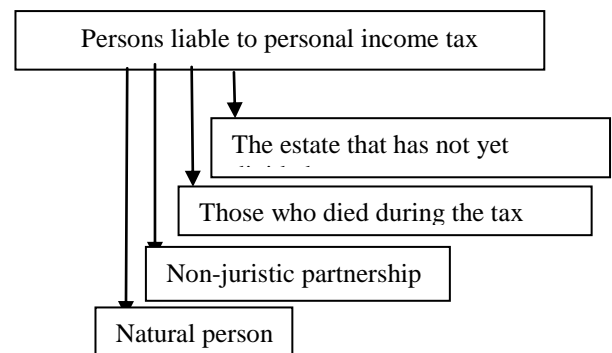 Persons liable to personal income tax
The estate that has not yet
Those who died during the tax
Non-juristic partnership
Natural person